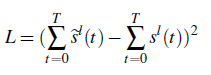 L = (∑_{t=0}^{T} s̃^l(t) − ∑_{t=0}^{T} s^l(t))²